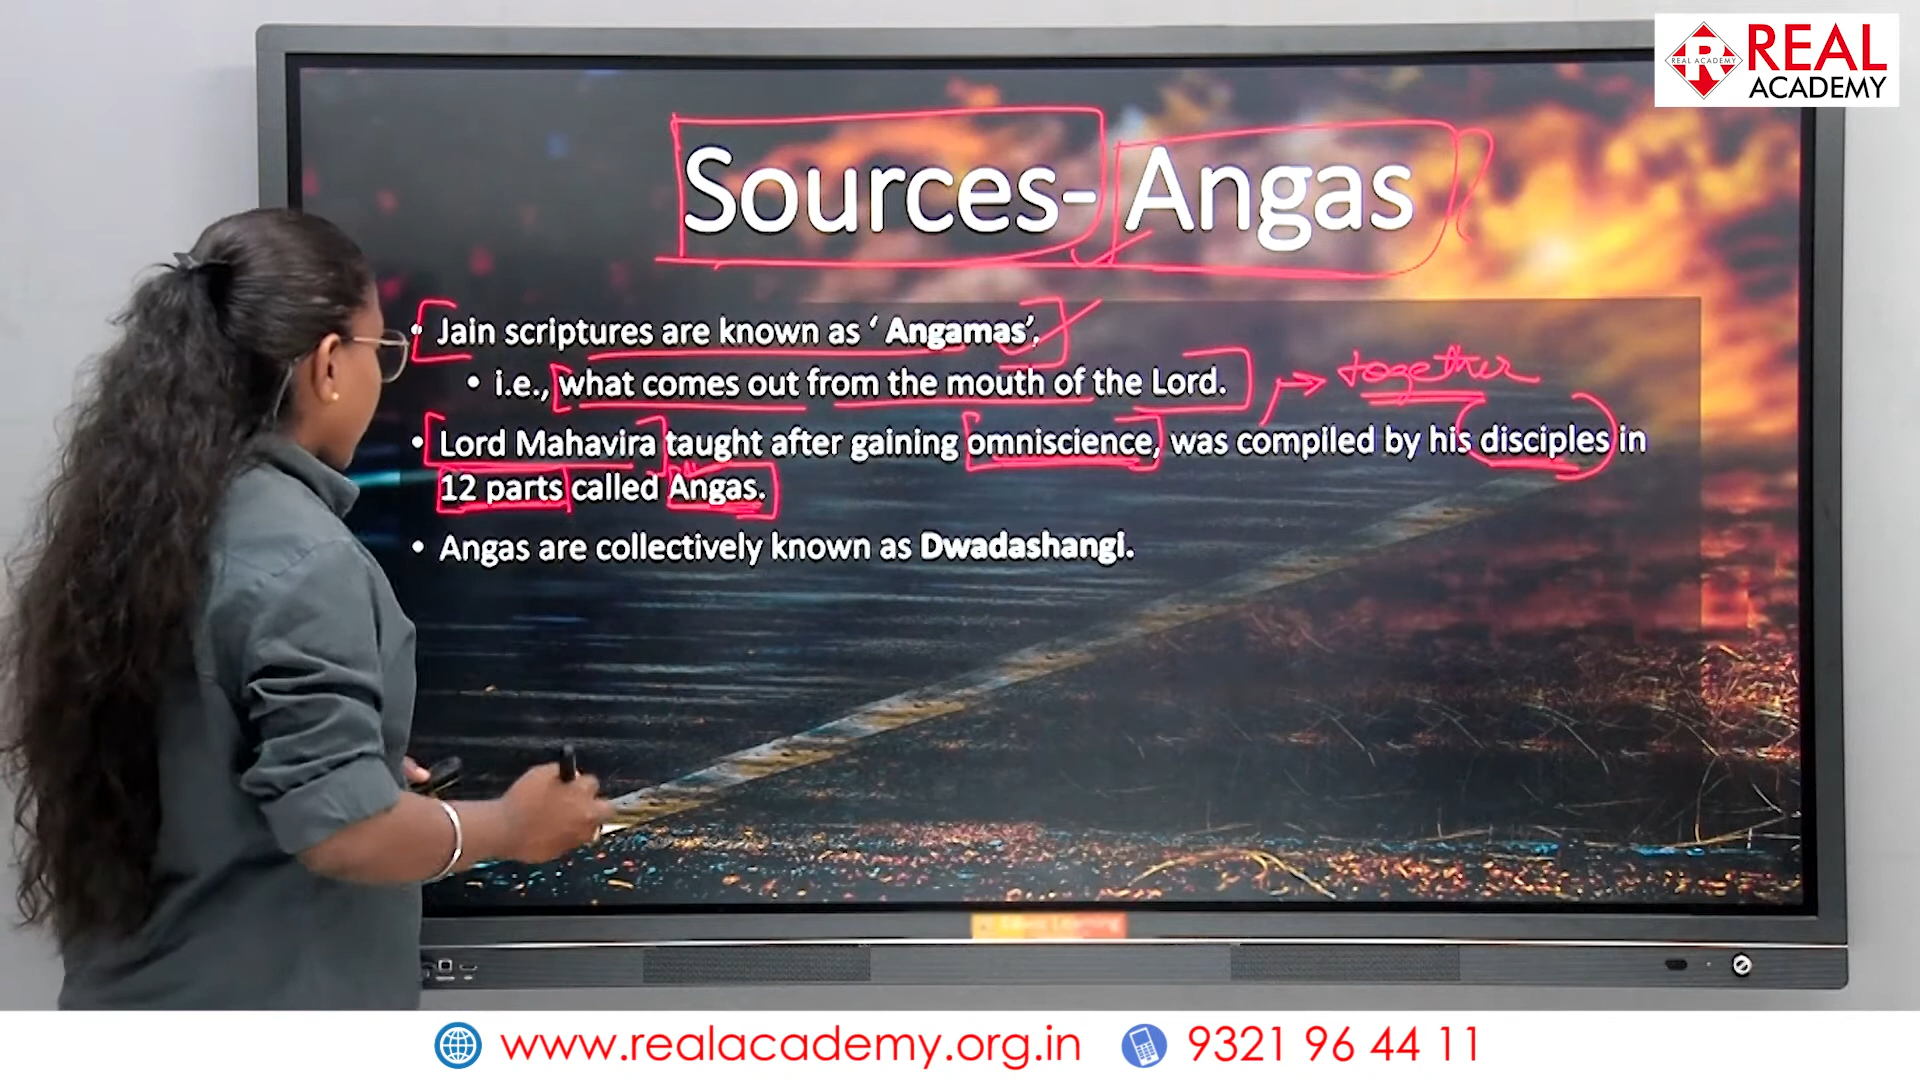 REAL
ACADEMY
R
REAL ACADEMY
Sources- Angas
• Jain scriptures are known as ‘ Angamas’,
• i.e., what comes out from the mouth of the Lord.
together
• Lord Mahavira taught after gaining omniscience, was compiled by his disciples in
12 parts called Angas.
• Angas are collectively known as Dwadashangi.
www.realacademy.org.in 9321 96 44 11